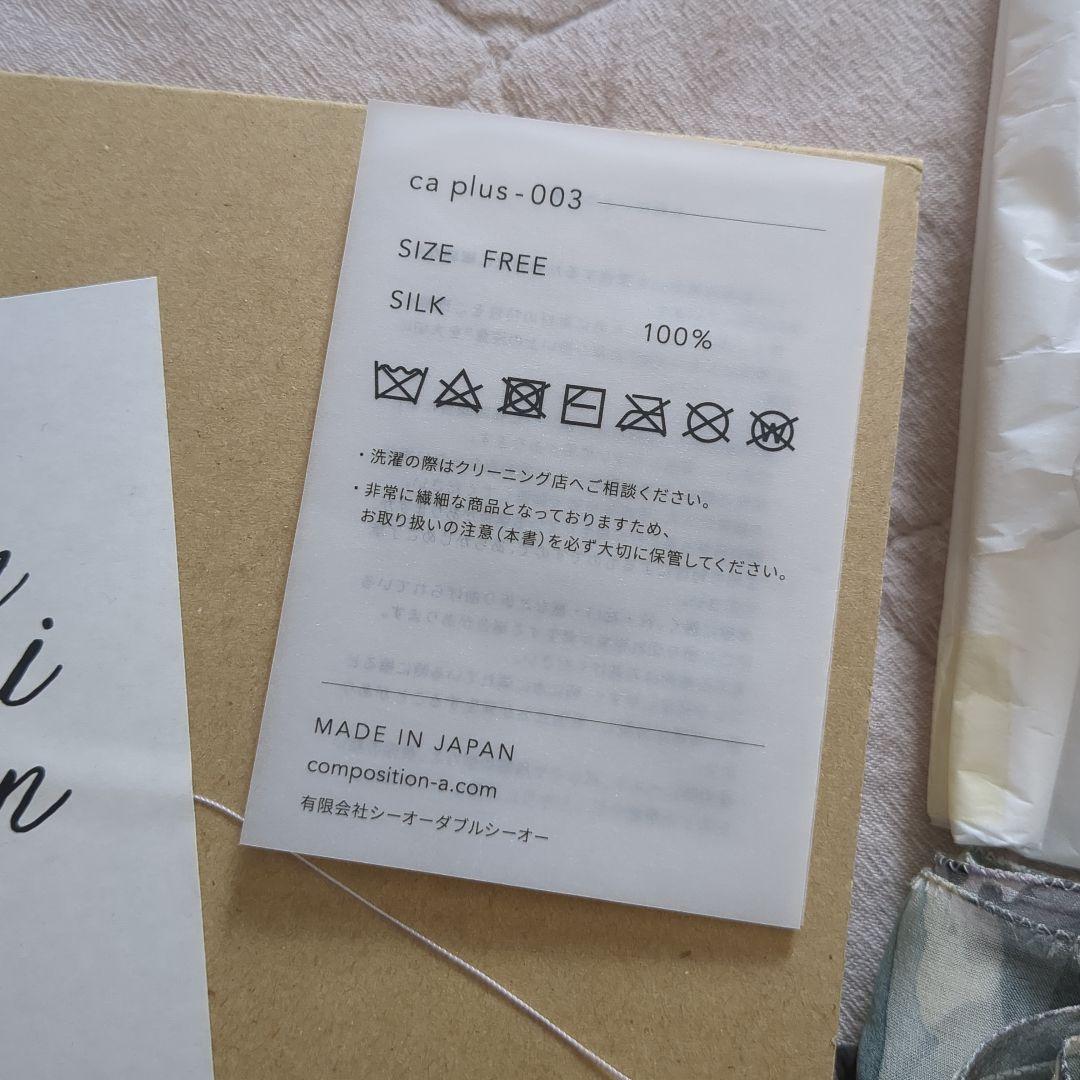 ca plus - 003
SIZE FREE
SILK 100%
W
・洗濯の際はクリーニング店へご相談ください。
・非常に繊細な商品となっておりますため、
お取り扱いの注意（本書）を必ず大切に保管してください。
MADE IN JAPAN
composition-a.com
有限会社シーオーダブルシーオー
i
n